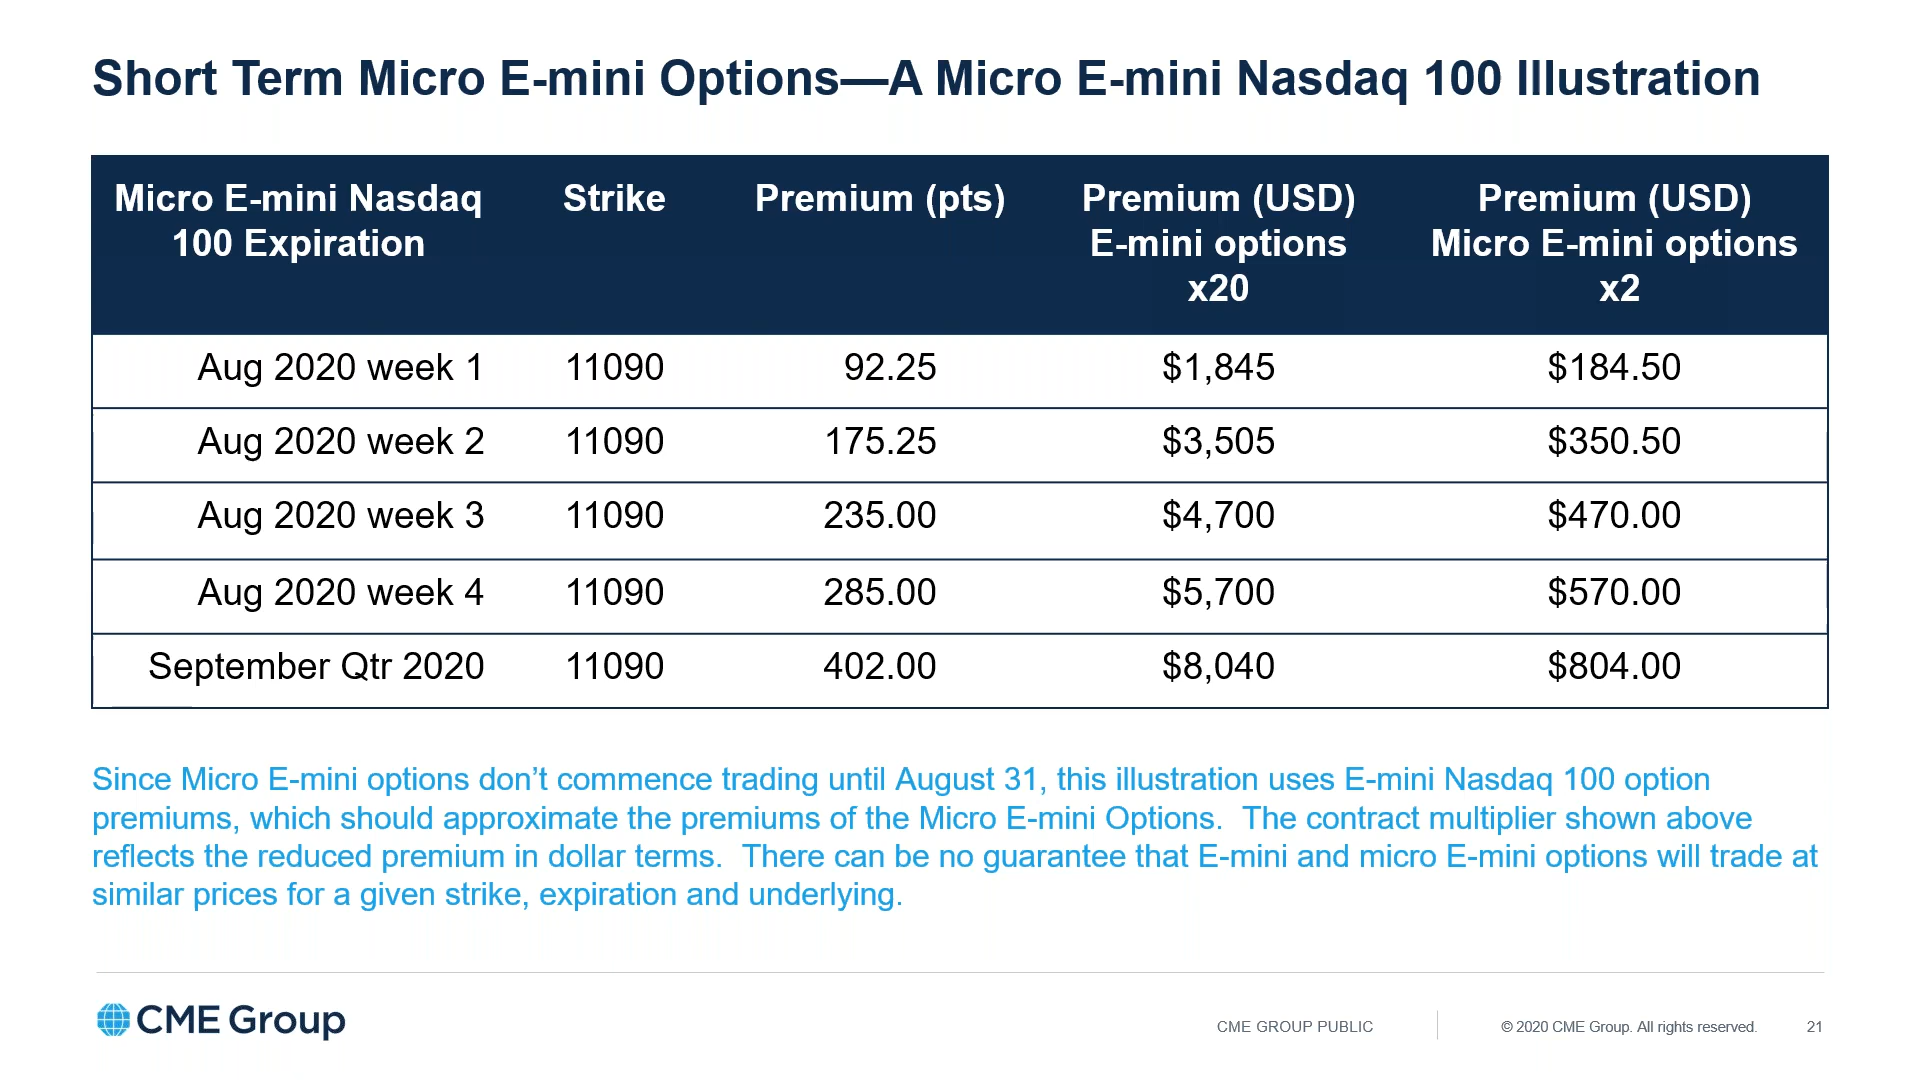 Short Term Micro E-mini Options—A Micro E-mini Nasdaq 100 Illustration
Micro E-mini Nasdaq 100 Expiration Strike Premium (pts) Premium (USD) E-mini options x20 Premium (USD) Micro E-mini options x2
Aug 2020 week 1 11090 92.25 $1,845 $184.50
Aug 2020 week 2 11090 175.25 $3,505 $350.50
Aug 2020 week 3 11090 235.00 $4,700 $470.00
Aug 2020 week 4 11090 285.00 $5,700 $570.00
September Qtr 2020 11090 402.00 $8,040 $804.00
Since Micro E-mini options don’t commence trading until August 31, this illustration uses E-mini Nasdaq 100 option
premiums, which should approximate the premiums of the Micro E-mini Options.  The contract multiplier shown above
reflects the reduced premium in dollar terms.  There can be no guarantee that E-mini and micro E-mini options will trade at
similar prices for a given strike, expiration and underlying.
CME Group
CME GROUP PUBLIC
© 2020 CME Group. All rights reserved.
21